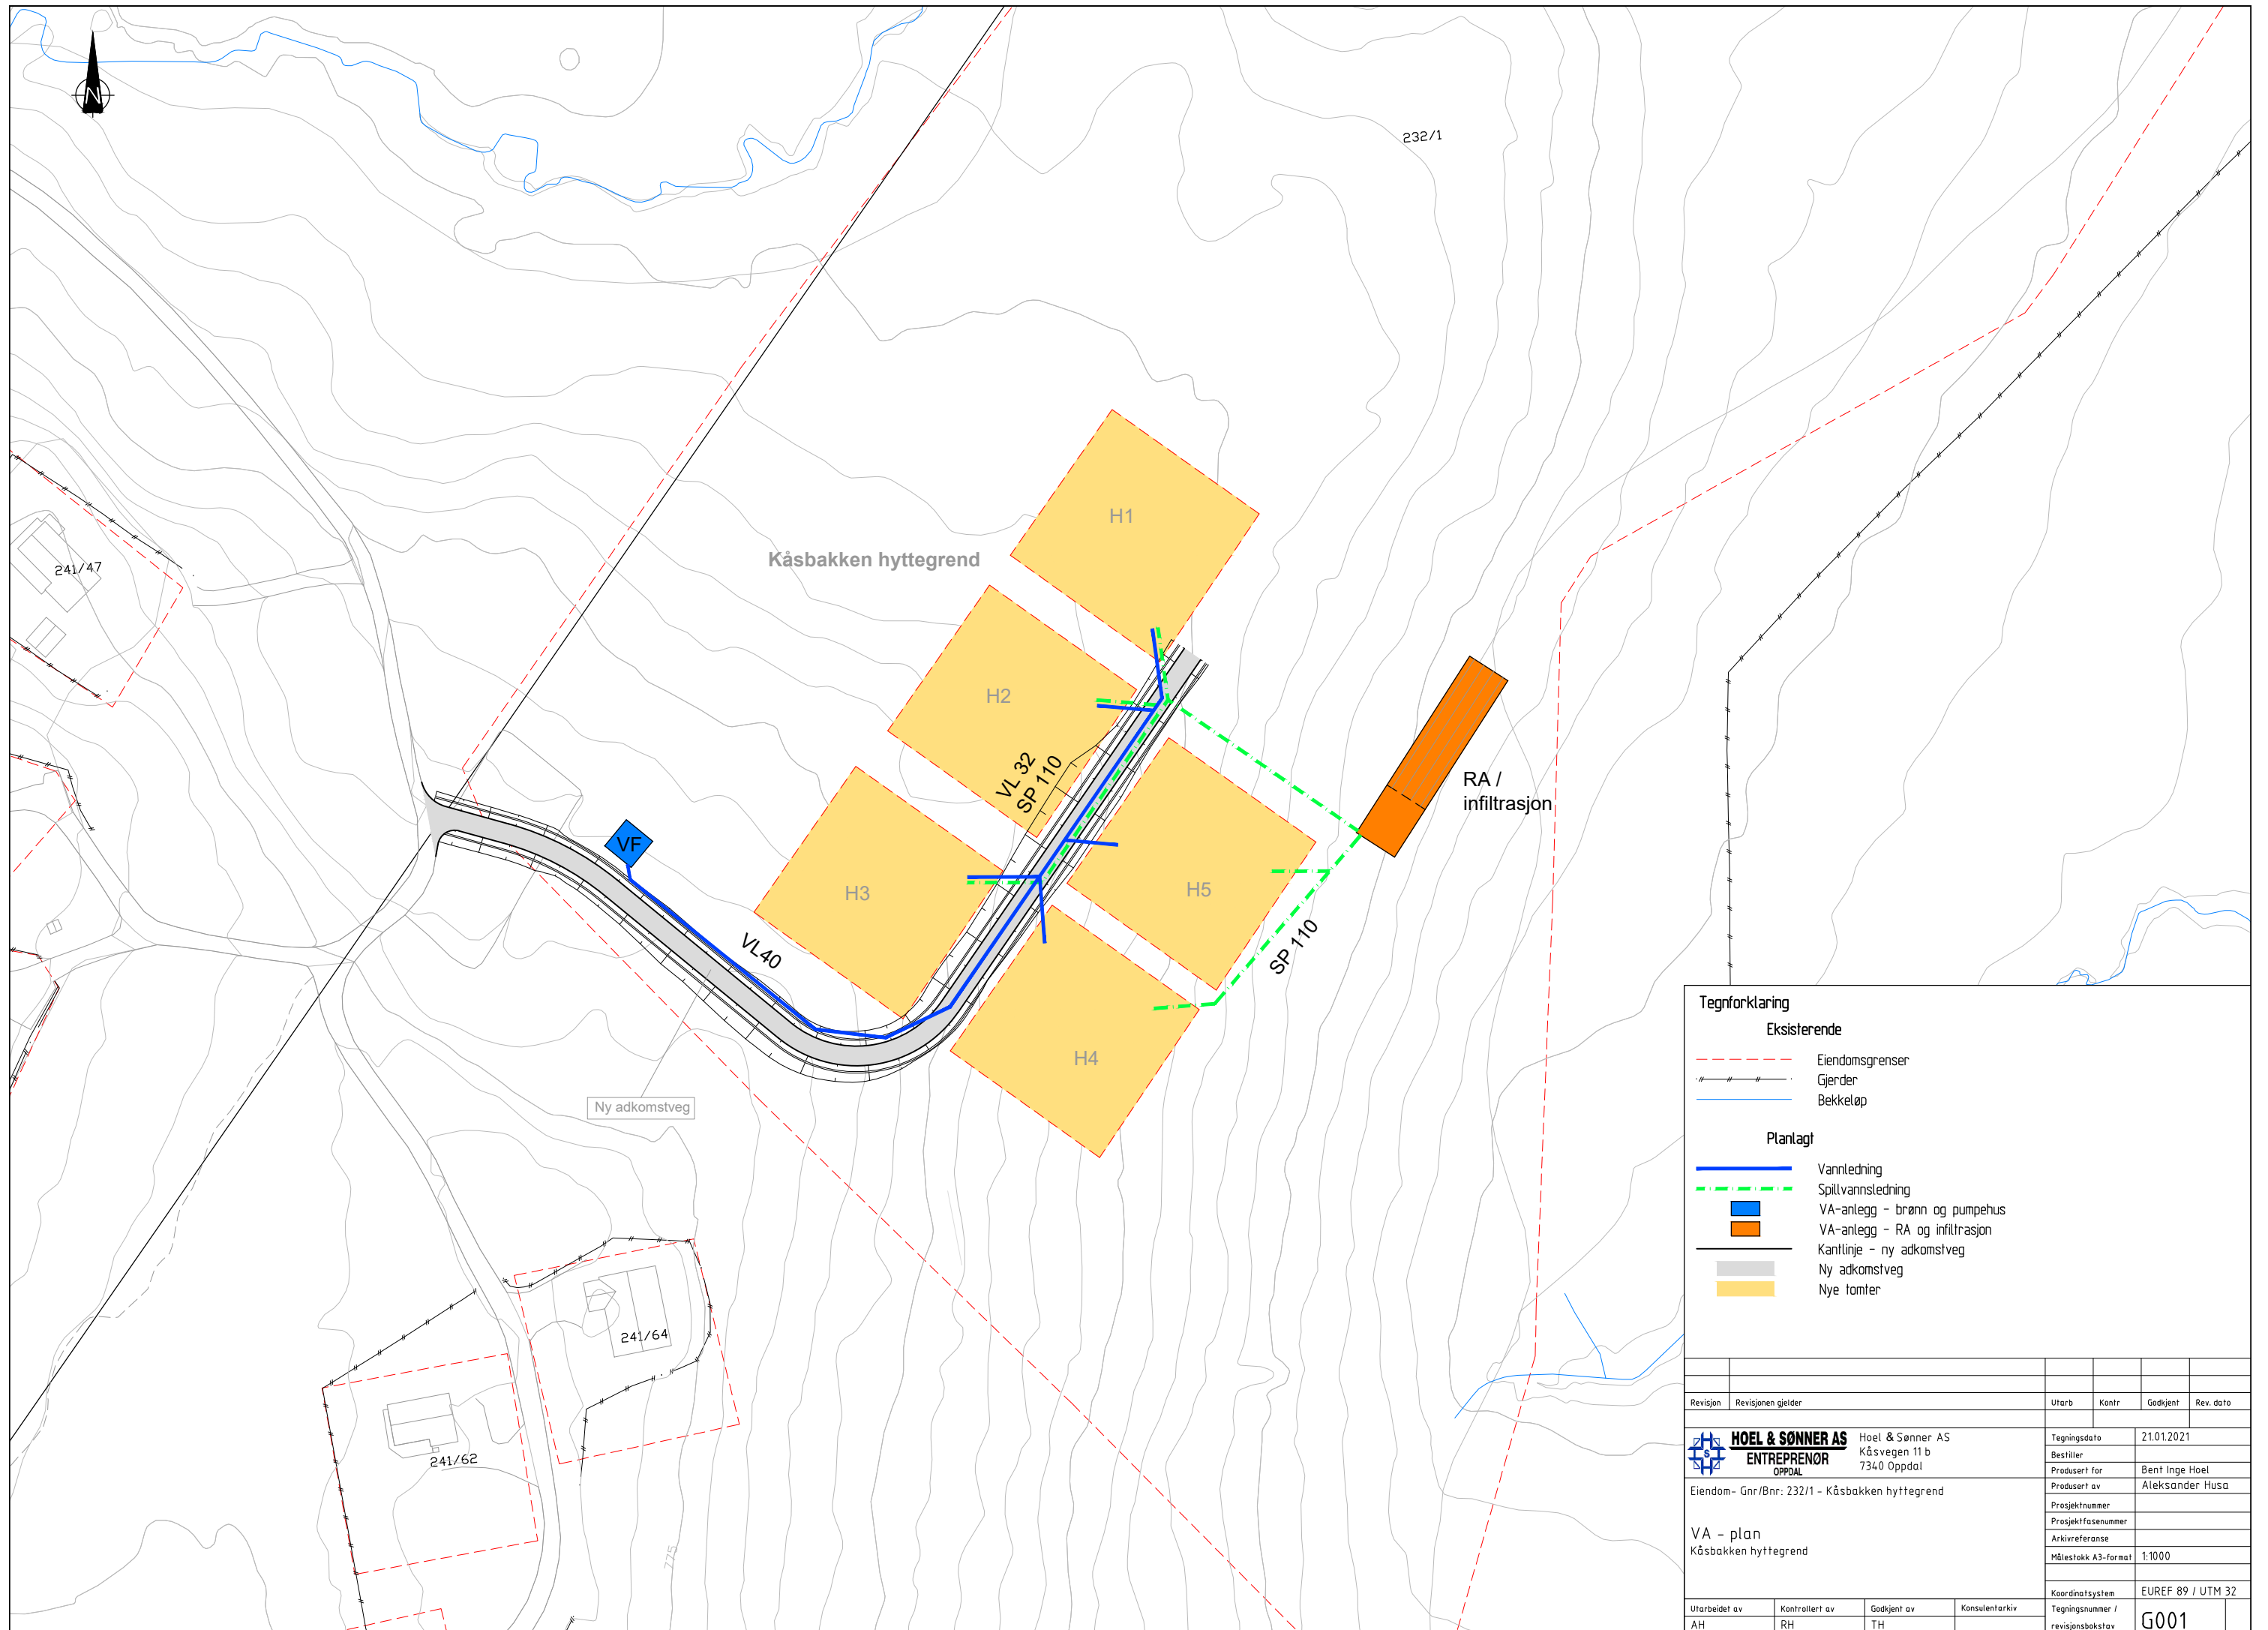 N
232/1
241/47
Kåsbakken hyttegrend
H1
H2
VL 32
SP 110
RA /
infiltrasjon
VF
H3
H5
VL40
SP 110
H4
Ny adkomstveg
241/64
241/62
775
Tegnforklaring
Eksisterende
Eiendomsgrenser
Gjerder
Bekkeløp
Planlagt
Vannledning
Spillvannsledning
VA-anlegg - brønn og pumpehus
VA-anlegg - RA og infiltrasjon
Kantlinje - ny adkomstveg
Ny adkomstveg
Nye tomter
Revisjon Revisjonen gjelder Utarb Kontr Godkjent Rev. dato
H S H
HOEL & SØNNER AS
ENTREPRENØR
OPPDAL
Hoel & Sønner AS
Kåsvegen 11 b
7340 Oppdal
Eiendom- Gnr/Bnr: 232/1 - Kåsbakken hyttegrend
VA - plan
Kåsbakken hyttegrend
Tegningsdato 21.01.2021
Bestiller
Produsert for Bent Inge Hoel
Produsert av Aleksander Husa
Prosjektnummer
Prosjektfasenummer
Arkivreferanse
Målestokk A3-format 1:1000
Koordinatsystem EUREF 89 / UTM 32
Utarbeidet av Kontrollert av Godkjent av Konsulentarkiv
AH RH TH
Tegningsnummer /
revisjonsbokstav
G001